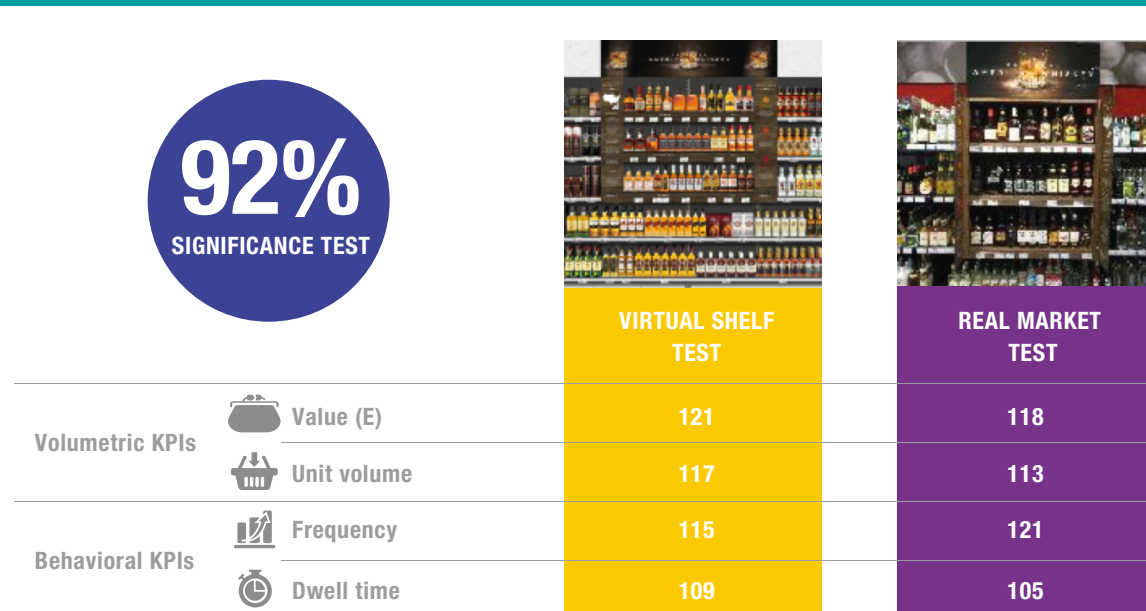 92%
SIGNIFICANCE TEST
VIRTUAL SHELF
TEST
REAL MARKET
TEST
Volumetric KPIs
Value (E)
121
118
Unit volume
117
113
Behavioral KPIs
Frequency
115
121
Dwell time
109
105